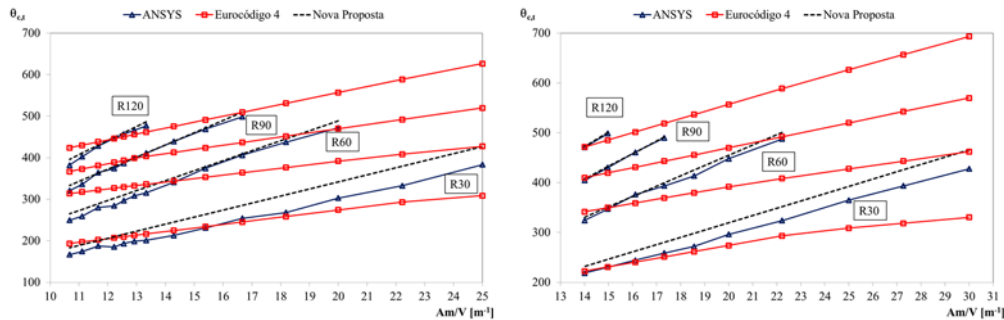 θc,t
ANSYS Eurocódigo 4 Nova Proposta
700
600
500
400
300
200
100
R120
R90
R60
R30
10 11 12 13 14 15 16 17 18 19 20 21 22 23 24 25
Am/V [m-1]
θc,t
ANSYS Eurocódigo 4 Nova Proposta
700
600
500
400
300
200
R120
R90
R60
R30
13 14 15 16 17 18 19 20 21 22 23 24 25 26 27 28 29 30 31
Am/V [m-1]